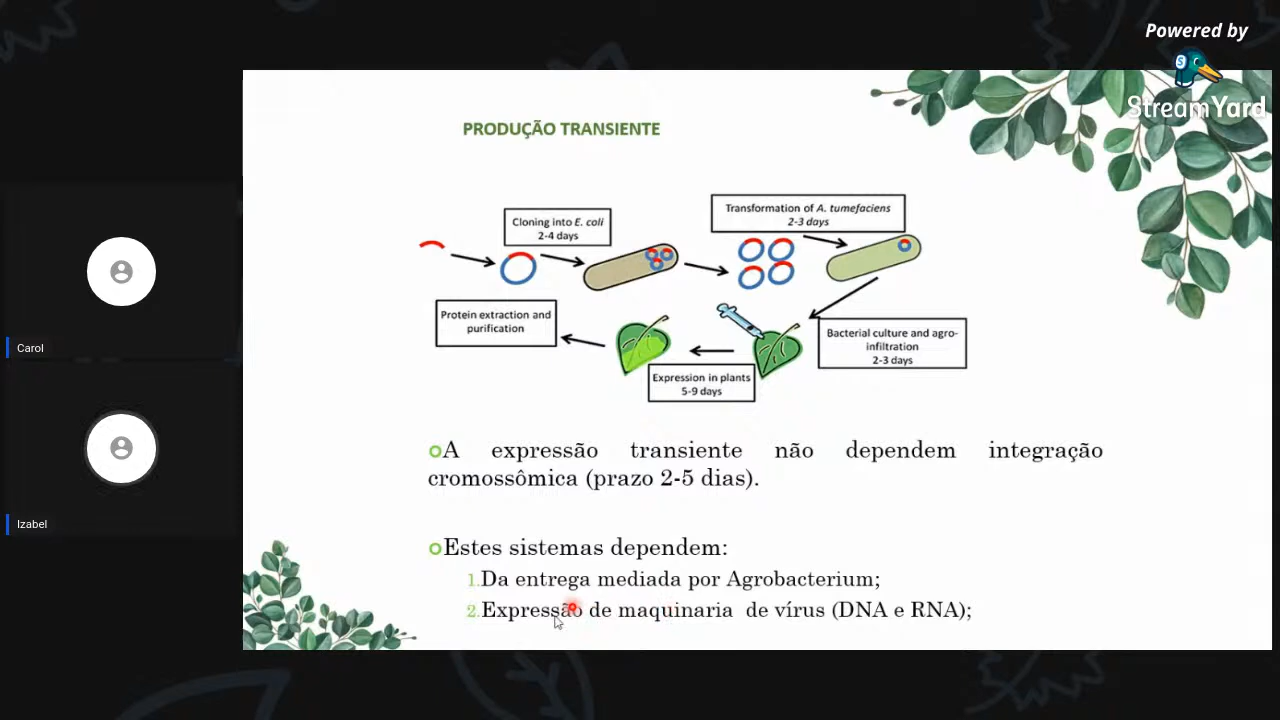 Powered by
StreamYard
PRODUÇÃO TRANSIENTE
Cloning into E. coli
2-4 days
Transformation of A. tumefaciens
2-3 days
Protein extraction and
purification
Bacterial culture and agro-
infiltration
2-3 days
Expression in plants
5-9 days
Carol
A expressão transiente não dependem integração
cromossômica (prazo 2-5 dias).
Izabel
Estes sistemas dependem:
1.Da entrega mediada por Agrobacterium;
2.Expressão de maquinaria de vírus (DNA e RNA);